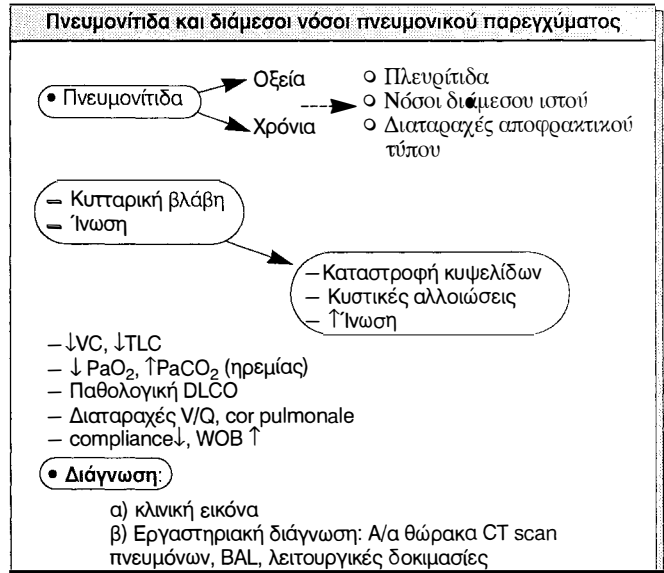 Πνευμονίτιδα και διάμεσοι νόσοι πνευμονικού παρεγχύματος
• Πνευμονίτιδα
Οξεία
Χρόνια
○ Πλευρίτιδα
○ Νόσοι διάμεσου ιστού
○ Διαταραχές αποφρακτικού
τύπου
– Κυτταρική βλάβη
– Ίνωση
– Καταστροφή κυψελίδων
– Κυστικές αλλοιώσεις
– ↑Ίνωση
– ↓VC, ↓TLC
– ↓ PaO₂, ↑PaCO₂ (ηρεμίας)
– Παθολογική DLCO
– Διαταραχές V/Q, cor pulmonale
– compliance↓, WOB ↑
• Διάγνωση:
α) κλινική εικόνα
β) Εργαστηριακή διάγνωση: Α/α θώρακα CT scan
πνευμόνων, BAL, λειτουργικές δοκιμασίες